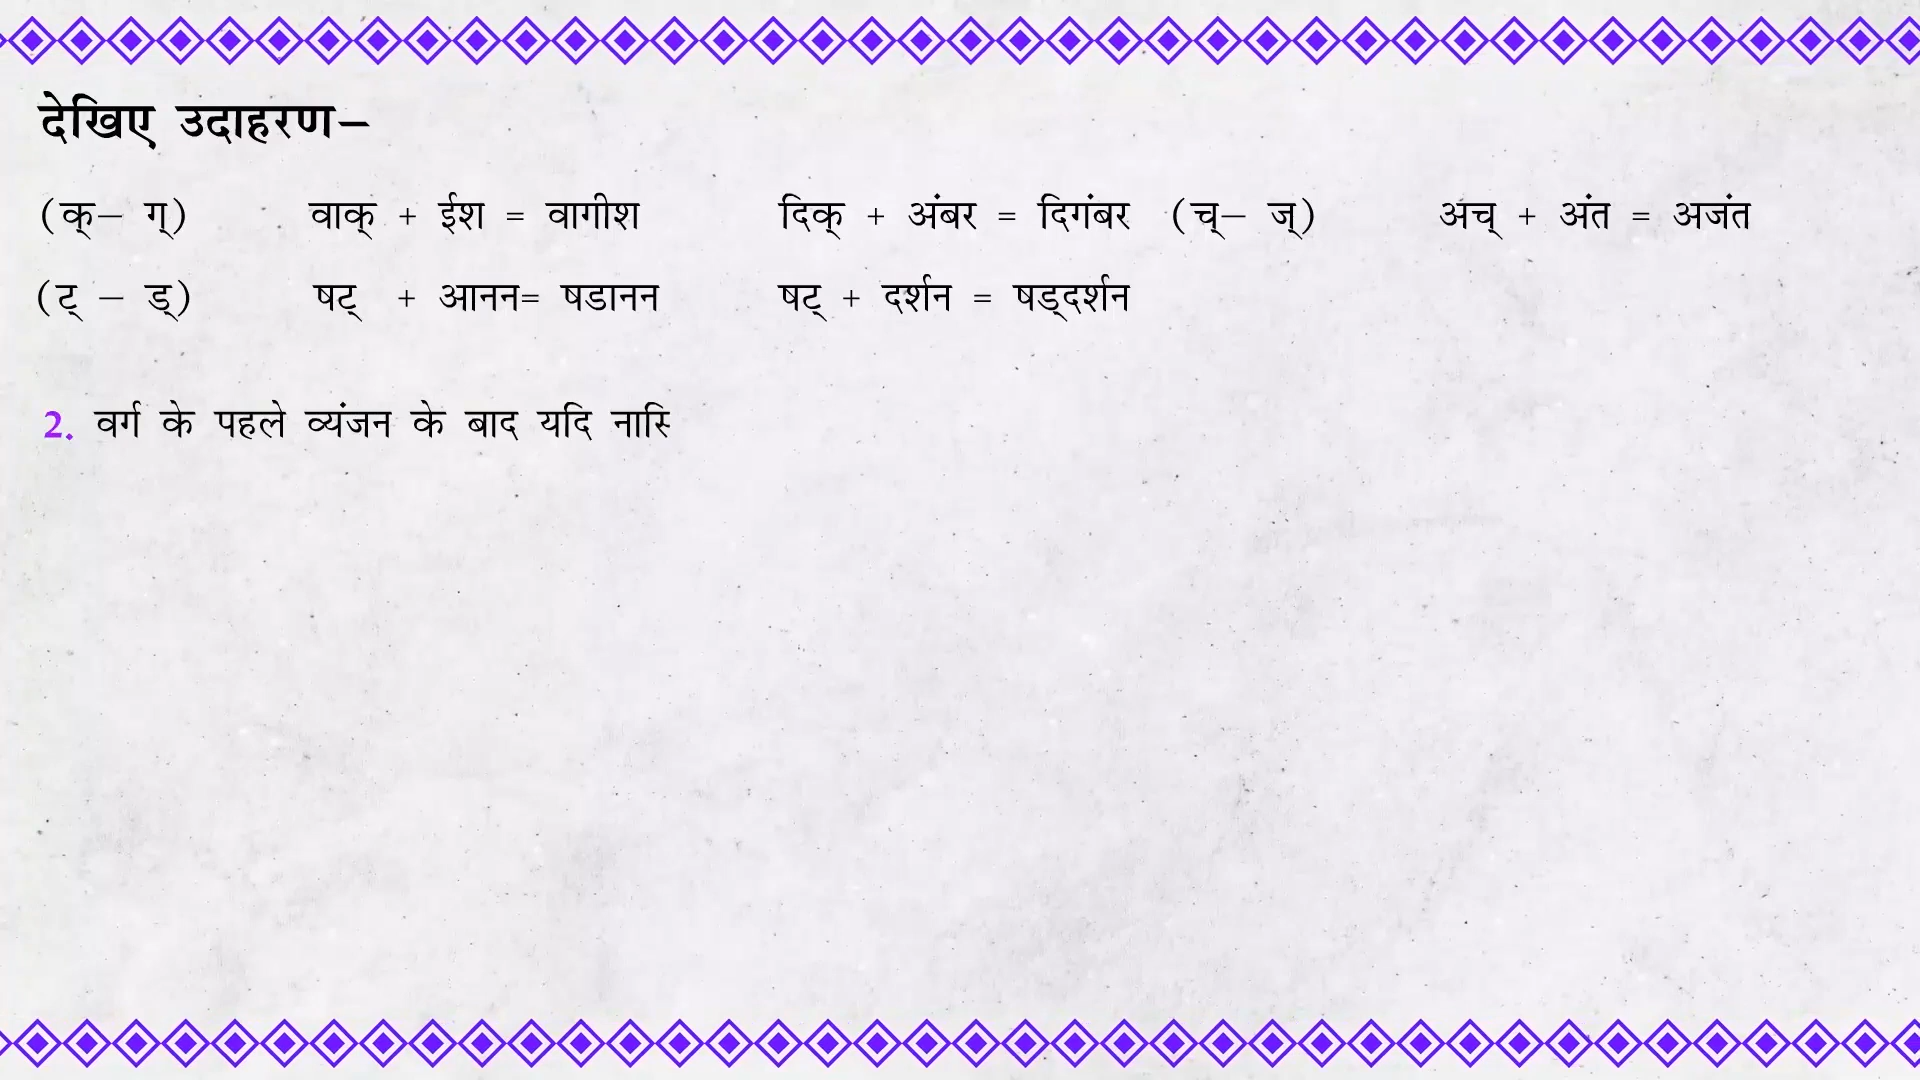 देखिए उदाहरण–
(क्– ग्) वाक् + ईश = वागीश दिक् + अंबर = दिगंबर (च्– ज्) अच् + अंत = अजंत
(ट् – ड्) षट् + आनन= षडानन षट् + दर्शन = षड्दर्शन
2. वर्ग के पहले व्यंजन के बाद यदि नासि